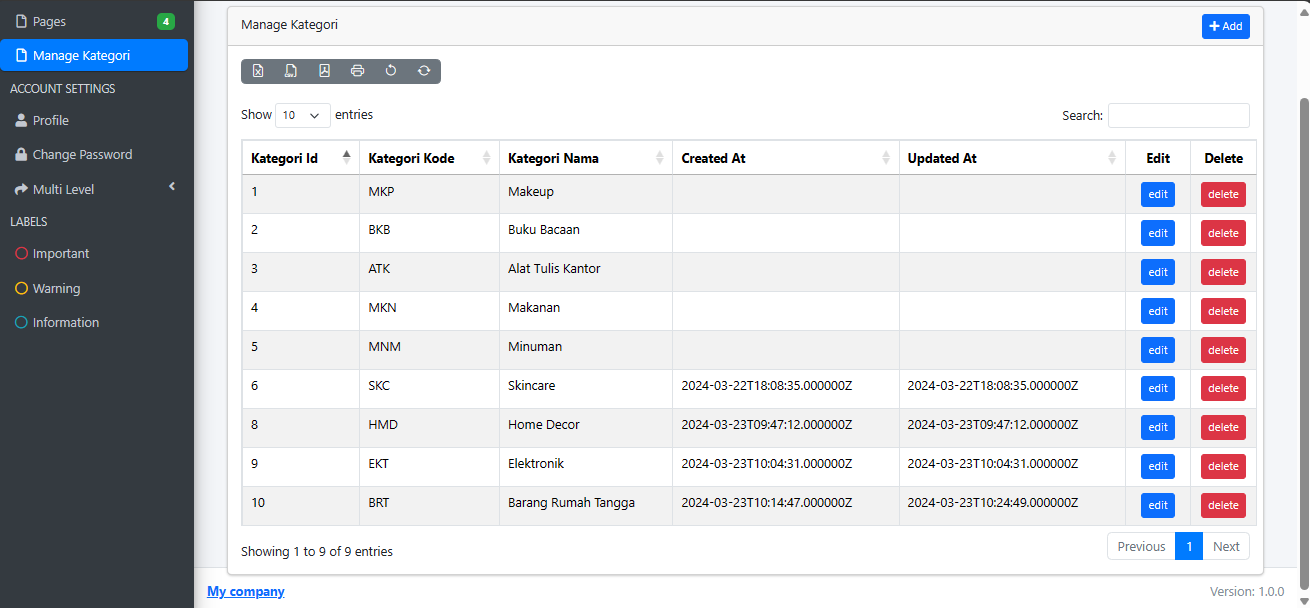 Pages 4
Manage Kategori
ACCOUNT SETTINGS
Profile
Change Password
Multi Level
LABELS
Important
Warning
Information
Manage Kategori
Add
Show 10 entries
Search:
Kategori Id Kategori Kode Kategori Nama Created At Updated At Edit Delete
1 MKP Makeup edit delete
2 BKB Buku Bacaan edit delete
3 ATK Alat Tulis Kantor edit delete
4 MKN Makanan edit delete
5 MNM Minuman edit delete
6 SKC Skincare 2024-03-22T18:08:35.000000Z 2024-03-22T18:08:35.000000Z edit delete
8 HMD Home Decor 2024-03-23T09:47:12.000000Z 2024-03-23T09:47:12.000000Z edit delete
9 EKT Elektronik 2024-03-23T10:04:31.000000Z 2024-03-23T10:04:31.000000Z edit delete
10 BRT Barang Rumah Tangga 2024-03-23T10:14:47.000000Z 2024-03-23T10:24:49.000000Z edit delete
Showing 1 to 9 of 9 entries
Previous 1 Next
My company
Version: 1.0.0